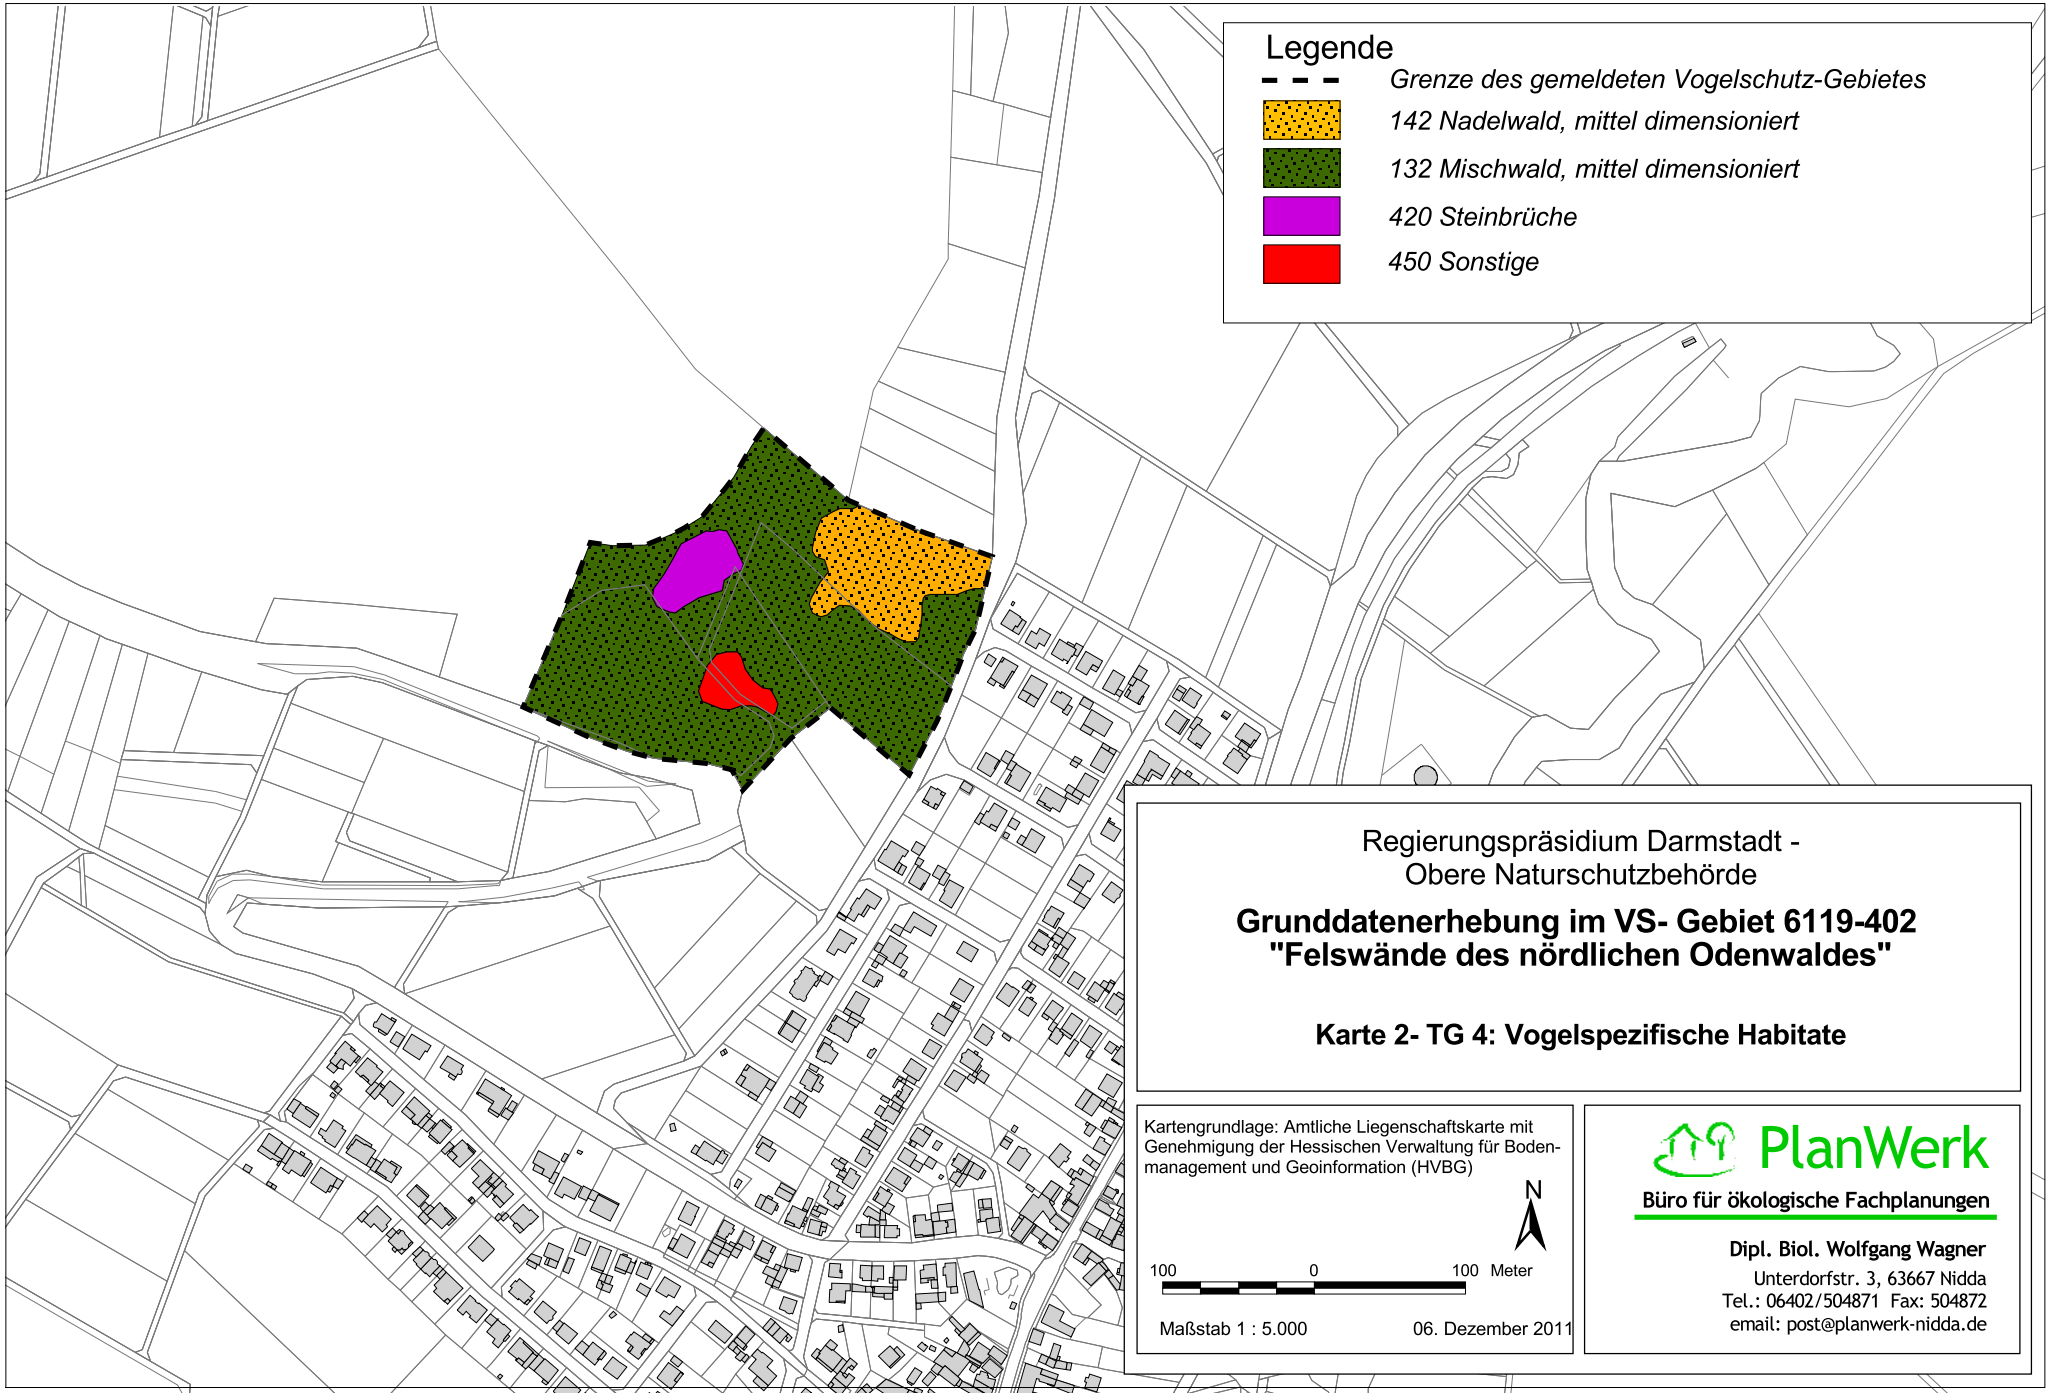 Legende
Grenze des gemeldeten Vogelschutz-Gebietes
142 Nadelwald, mittel dimensioniert
132 Mischwald, mittel dimensioniert
420 Steinbrüche
450 Sonstige
Regierungspräsidium Darmstadt -
Obere Naturschutzbehörde
Grunddatenerhebung im VS- Gebiet 6119-402
"Felswände des nördlichen Odenwaldes"
Karte 2- TG 4: Vogelspezifische Habitate
Kartengrundlage: Amtliche Liegenschaftskarte mit
Genehmigung der Hessischen Verwaltung für Boden-
management und Geoinformation (HVBG)
N
100 0 100 Meter
Maßstab 1 : 5.000 06. Dezember 2011
PlanWerk
Büro für ökologische Fachplanungen
Dipl. Biol. Wolfgang Wagner
Unterdorfstr. 3, 63667 Nidda
Tel.: 06402/504871 Fax: 504872
email: post@planwerk-nidda.de